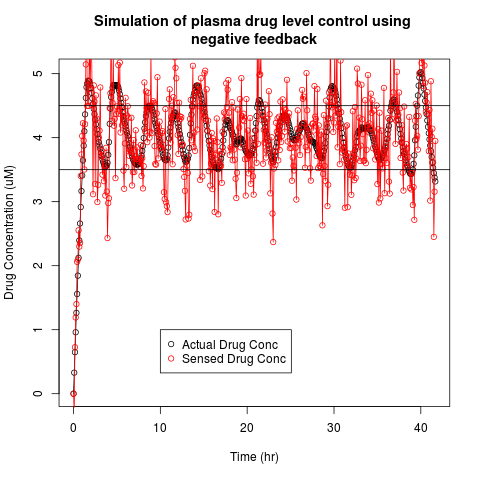 Simulation of plasma drug level control using
negative feedback
Drug Concentration (uM)
5
4
3
2
1
0
Actual Drug Conc
Sensed Drug Conc
0 10 20 30 40
Time (hr)